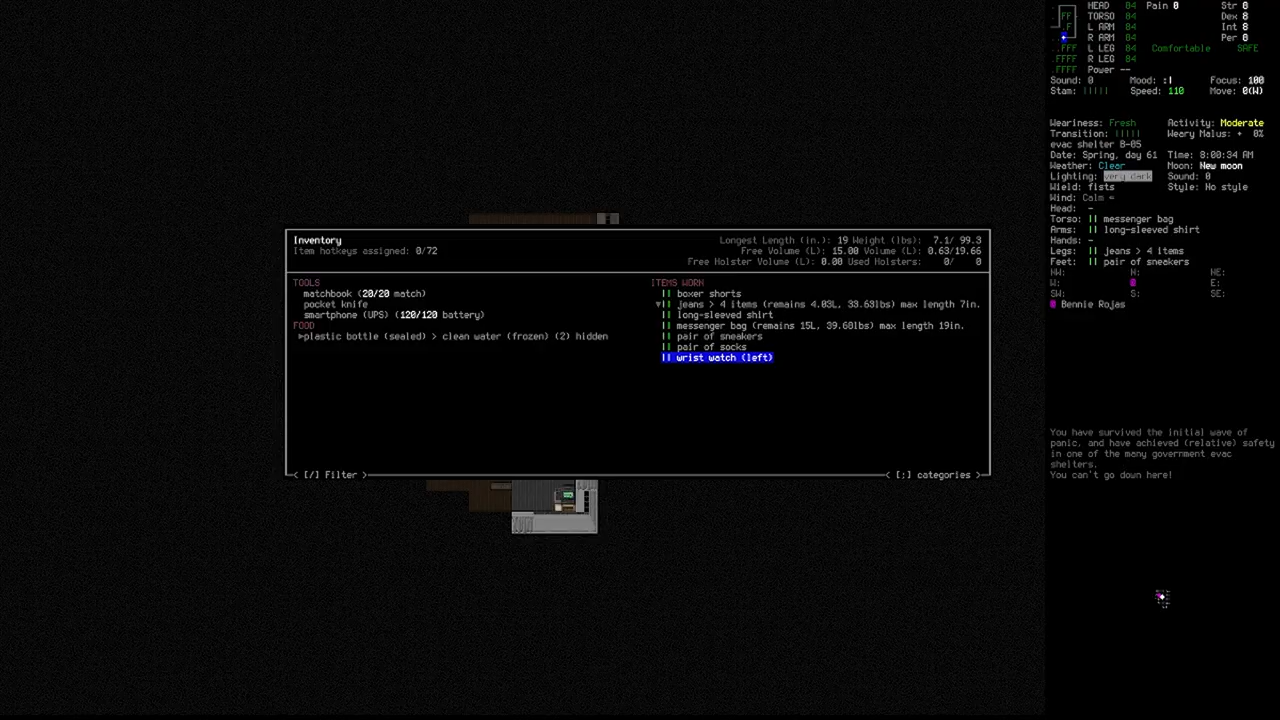 Inventory
Item hotkeys assigned: 0/72
Longest Length (in.): 19 Weight (lbs): 7.1/ 99.3
Free Volume (L): 15.00 Volume (L): 0.63/19.66
Free Holster Volume (L): 0.00 Used Holsters: 0/ 0
TOOLS
matchbook (20/20 match)
pocket knife
smartphone (UPS) (120/120 battery)
FOOD
▶plastic bottle (sealed) > clean water (frozen) (2) hidden
ITEMS WORN
|| boxer shorts
▼|| jeans > 4 items (remains 4.03L, 33.63lbs) max length 7in.
|| long-sleeved shirt
|| messenger bag (remains 15L, 39.68lbs) max length 19in.
|| pair of sneakers
|| pair of socks
|| wrist watch (left)
< [/] Filter >
< [;] categories >
HEAD 84 Pain 0 Str 8
FF TORSO 84 Dex 8
.F L ARM 84 Int 8
R ARM 84 Per 8
..FFF L LEG 84 Comfortable SAFE
.FFFF R LEG 84
.FFFF Power --
Sound: 0 Mood: :| Focus: 100
Stam: ||||| Speed: 110 Move: 0(W)
Weariness: Fresh Activity: Moderate
Transition: ||||| Weary Malus: + 0%
evac shelter B-05
Date: Spring, day 61 Time: 8:00:34 AM
Weather: Clear Moon: New moon
Lighting: very dark Sound: 0
Wield: fists Style: No style
Wind: Calm =
Head: -
Torso: || messenger bag
Arms: || long-sleeved shirt
Hands: -
Legs: || jeans > 4 items
Feet: || pair of sneakers
NW: N: NE:
W: @ E:
SW: S: SE:
@ Bennie Rojas
You have survived the initial wave of
panic, and have achieved (relative) safety
in one of the many government evac
shelters.
You can't go down here!